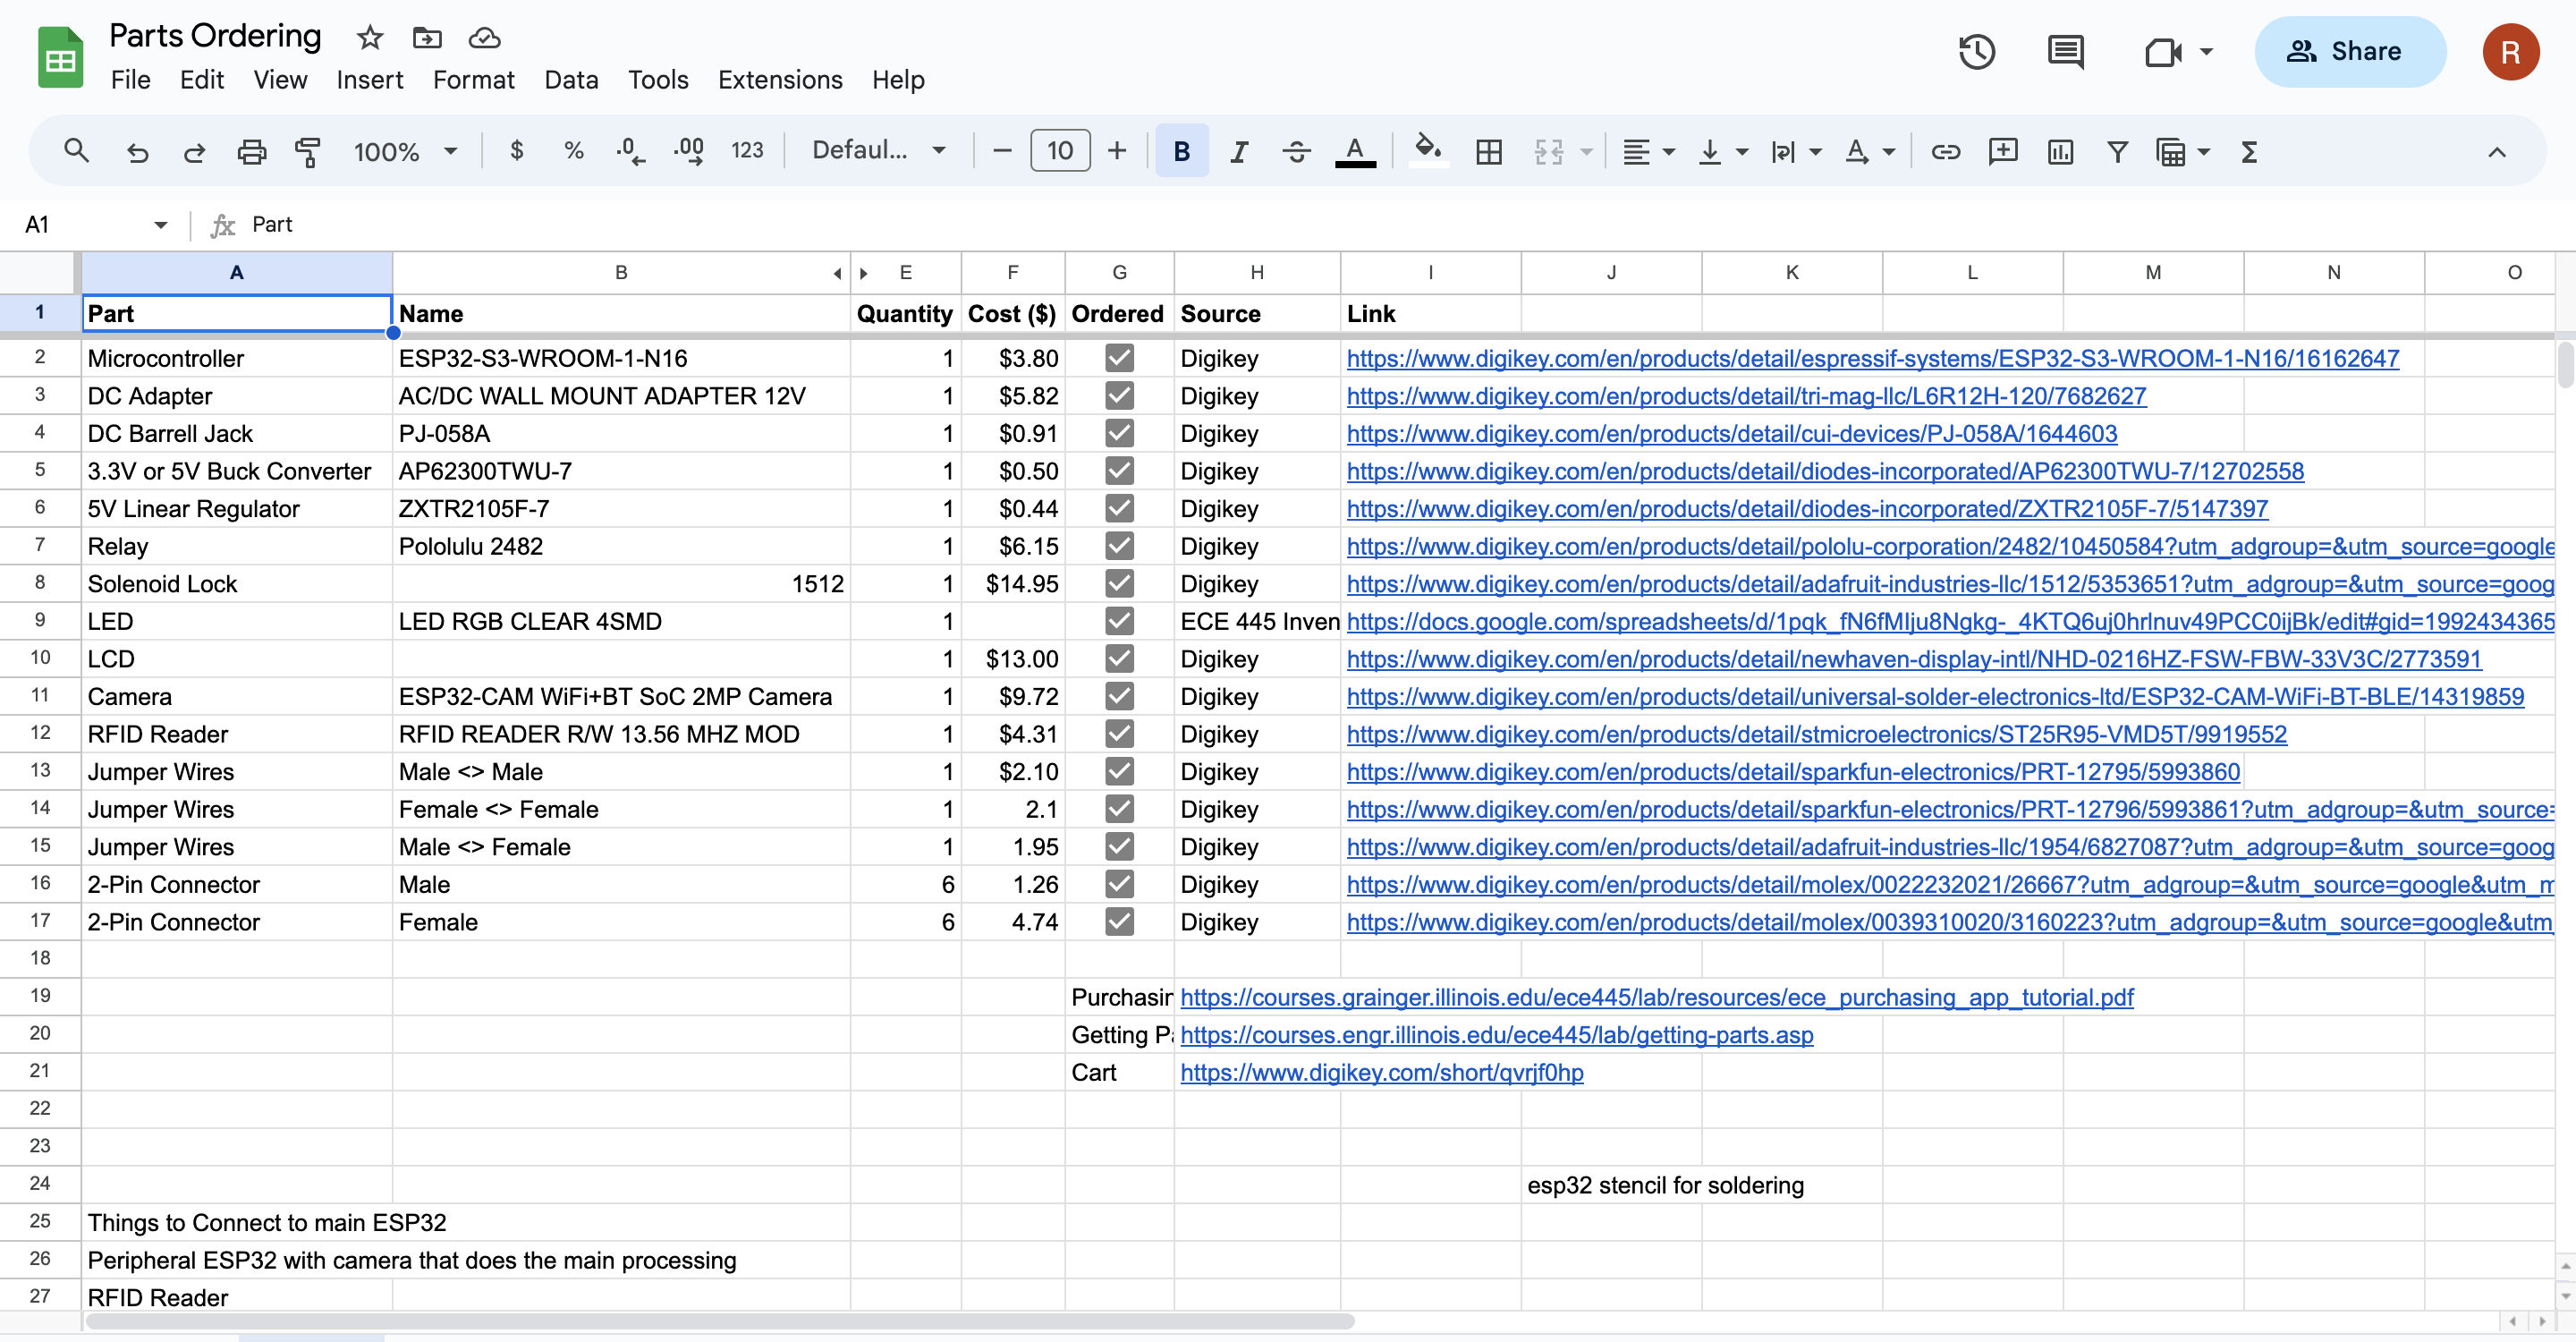 Parts Ordering
File Edit View Insert Format Data Tools Extensions Help
Share
R
100% $ % .0 .00 123 Defaul... 10 B I A
A1 fx Part
A B E F G H I J K L M N O
1 Part Name Quantity Cost ($) Ordered Source Link
2 Microcontroller ESP32-S3-WROOM-1-N16 1 $3.80 Digikey https://www.digikey.com/en/products/detail/espressif-systems/ESP32-S3-WROOM-1-N16/16162647
3 DC Adapter AC/DC WALL MOUNT ADAPTER 12V 1 $5.82 Digikey https://www.digikey.com/en/products/detail/tri-mag-llc/L6R12H-120/7682627
4 DC Barrell Jack PJ-058A 1 $0.91 Digikey https://www.digikey.com/en/products/detail/cui-devices/PJ-058A/1644603
5 3.3V or 5V Buck Converter AP62300TWU-7 1 $0.50 Digikey https://www.digikey.com/en/products/detail/diodes-incorporated/AP62300TWU-7/12702558
6 5V Linear Regulator ZXTR2105F-7 1 $0.44 Digikey https://www.digikey.com/en/products/detail/diodes-incorporated/ZXTR2105F-7/5147397
7 Relay Pololulu 2482 1 $6.15 Digikey https://www.digikey.com/en/products/detail/pololu-corporation/2482/10450584?utm_adgroup=&utm_source=google
8 Solenoid Lock 1512 1 $14.95 Digikey https://www.digikey.com/en/products/detail/adafruit-industries-llc/1512/5353651?utm_adgroup=&utm_source=goog
9 LED LED RGB CLEAR 4SMD 1 ECE 445 Inven https://docs.google.com/spreadsheets/d/1pqk_fN6fMIju8Ngkg-_4KTQ6uj0hrlnuv49PCC0ijBk/edit#gid=1992434365
10 LCD 1 $13.00 Digikey https://www.digikey.com/en/products/detail/newhaven-display-intl/NHD-0216HZ-FSW-FBW-33V3C/2773591
11 Camera ESP32-CAM WiFi+BT SoC 2MP Camera 1 $9.72 Digikey https://www.digikey.com/en/products/detail/universal-solder-electronics-ltd/ESP32-CAM-WiFi-BT-BLE/14319859
12 RFID Reader RFID READER R/W 13.56 MHZ MOD 1 $4.31 Digikey https://www.digikey.com/en/products/detail/stmicroelectronics/ST25R95-VMD5T/9919552
13 Jumper Wires Male <> Male 1 $2.10 Digikey https://www.digikey.com/en/products/detail/sparkfun-electronics/PRT-12795/5993860
14 Jumper Wires Female <> Female 1 2.1 Digikey https://www.digikey.com/en/products/detail/sparkfun-electronics/PRT-12796/5993861?utm_adgroup=&utm_source=
15 Jumper Wires Male <> Female 1 1.95 Digikey https://www.digikey.com/en/products/detail/adafruit-industries-llc/1954/6827087?utm_adgroup=&utm_source=goog
16 2-Pin Connector Male 6 1.26 Digikey https://www.digikey.com/en/products/detail/molex/0022232021/26667?utm_adgroup=&utm_source=google&utm_m
17 2-Pin Connector Female 6 4.74 Digikey https://www.digikey.com/en/products/detail/molex/0039310020/3160223?utm_adgroup=&utm_source=google&utm_
18
19 Purchasin https://courses.grainger.illinois.edu/ece445/lab/resources/ece_purchasing_app_tutorial.pdf
20 Getting Pa https://courses.engr.illinois.edu/ece445/lab/getting-parts.asp
21 Cart https://www.digikey.com/short/qvrjf0hp
22
23
24 esp32 stencil for soldering
25 Things to Connect to main ESP32
26 Peripheral ESP32 with camera that does the main processing
27 RFID Reader